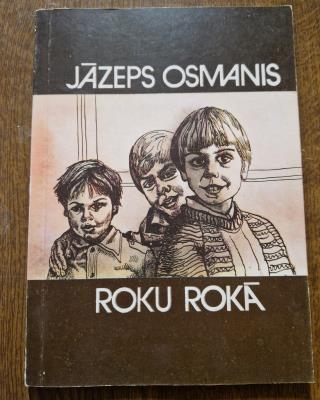 JĀZEPS OSMANIS
ROKU ROKĀ